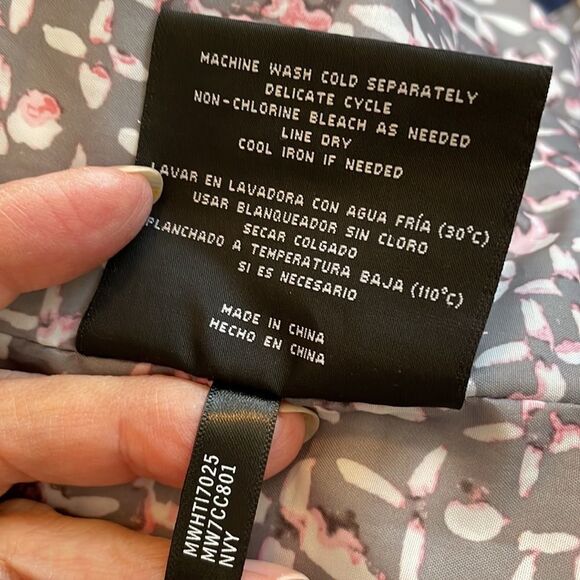 MACHINE WASH COLD SEPARATELY
DELICATE CYCLE
NON-CHLORINE BLEACH AS NEEDED
LINE DRY
COOL IRON IF NEEDED
LAVAR EN LAVADORA CON AGUA FRÍA (30°C)
USAR BLANQUEADOR SIN CLORO
SECAR COLGADO
PLANCHADO A TEMPERATURA BAJA (110°C)
SI ES NECESARIO
MADE IN CHINA
HECHO EN CHINA
MWHTI7025
MW7CC801
NVY